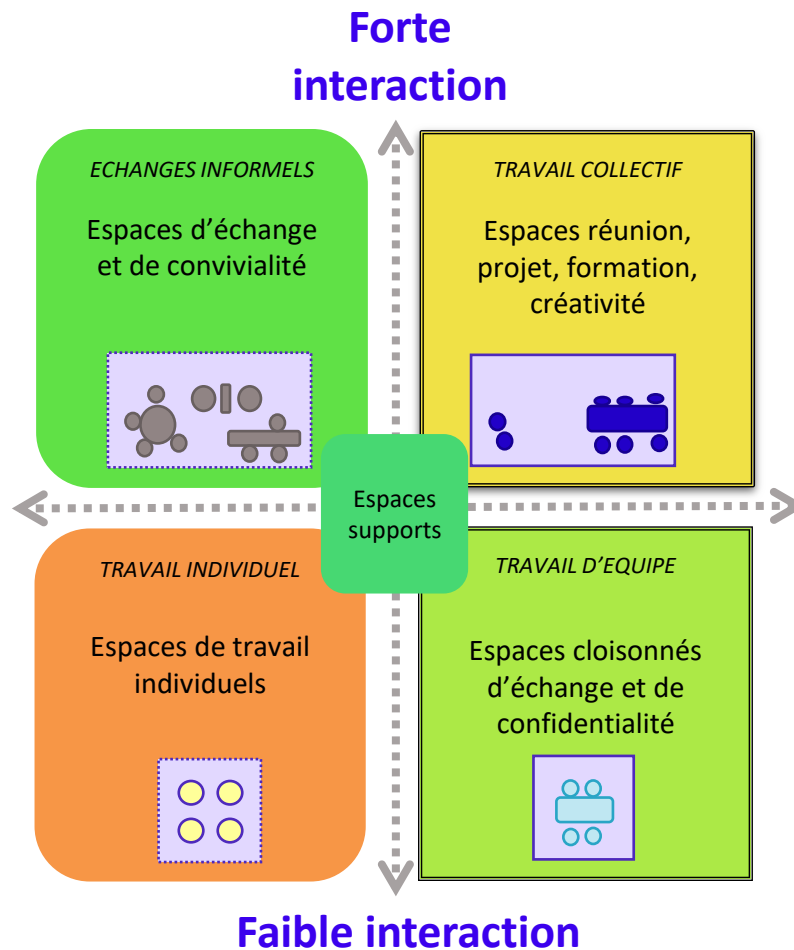 Forte
interaction
ECHANGES INFORMELS
Espaces d'échange
et de convivialité
TRAVAIL COLLECTIF
Espaces réunion,
projet, formation,
créativité
Espaces
supports
TRAVAIL INDIVIDUEL
Espaces de travail
individuels
TRAVAIL D'EQUIPE
Espaces cloisonnés
d'échange et de
confidentialité
Faible interaction